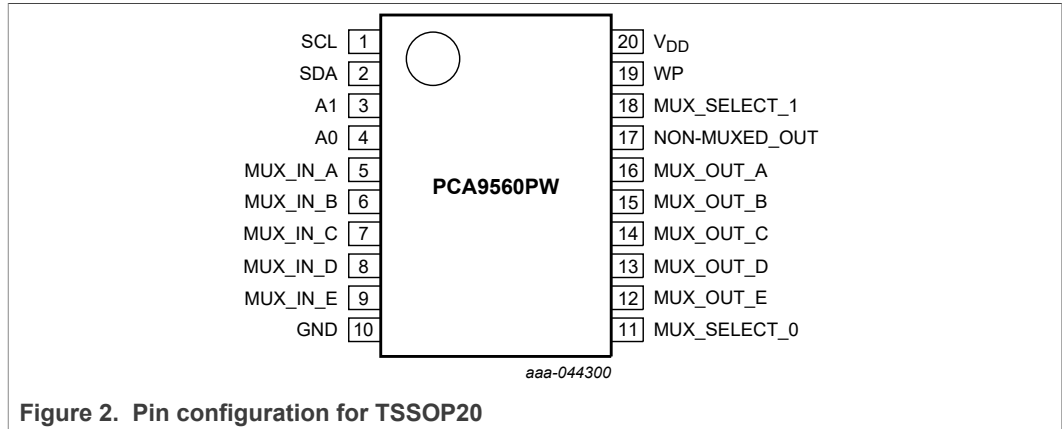 SCL 1
SDA 2
A1 3
A0 4
MUX_IN_A 5
MUX_IN_B 6
MUX_IN_C 7
MUX_IN_D 8
MUX_IN_E 9
GND 10
PCA9560PW
20 VDD
19 WP
18 MUX_SELECT_1
17 NON-MUXED_OUT
16 MUX_OUT_A
15 MUX_OUT_B
14 MUX_OUT_C
13 MUX_OUT_D
12 MUX_OUT_E
11 MUX_SELECT_0
aaa-044300
Figure 2. Pin configuration for TSSOP20